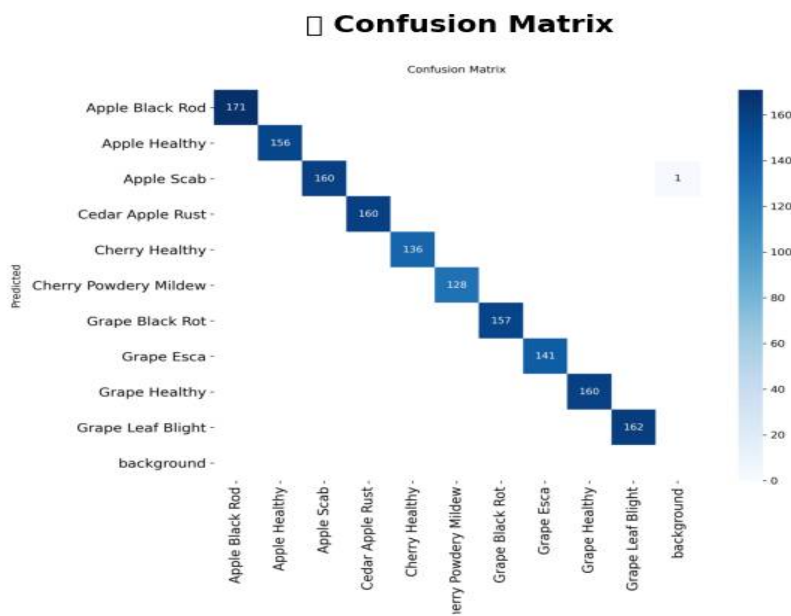 Confusion Matrix
Confusion Matrix
Apple Black Rod
171
160
Apple Healthy
156
140
Apple Scab
160
1
120
Cedar Apple Rust
160
100
Cherry Healthy
136
Predicted
Cherry Powdery Mildew
128
80
Grape Black Rot
157
60
Grape Esca
141
40
Grape Healthy
160
Grape Leaf Blight
162
20
background
0
Apple Black Rod
Apple Healthy
Apple Scab
Cedar Apple Rust
Cherry Healthy
herry Powdery Mildew
Grape Black Rot
Grape Esca
Grape Healthy
Grape Leaf Blight
background